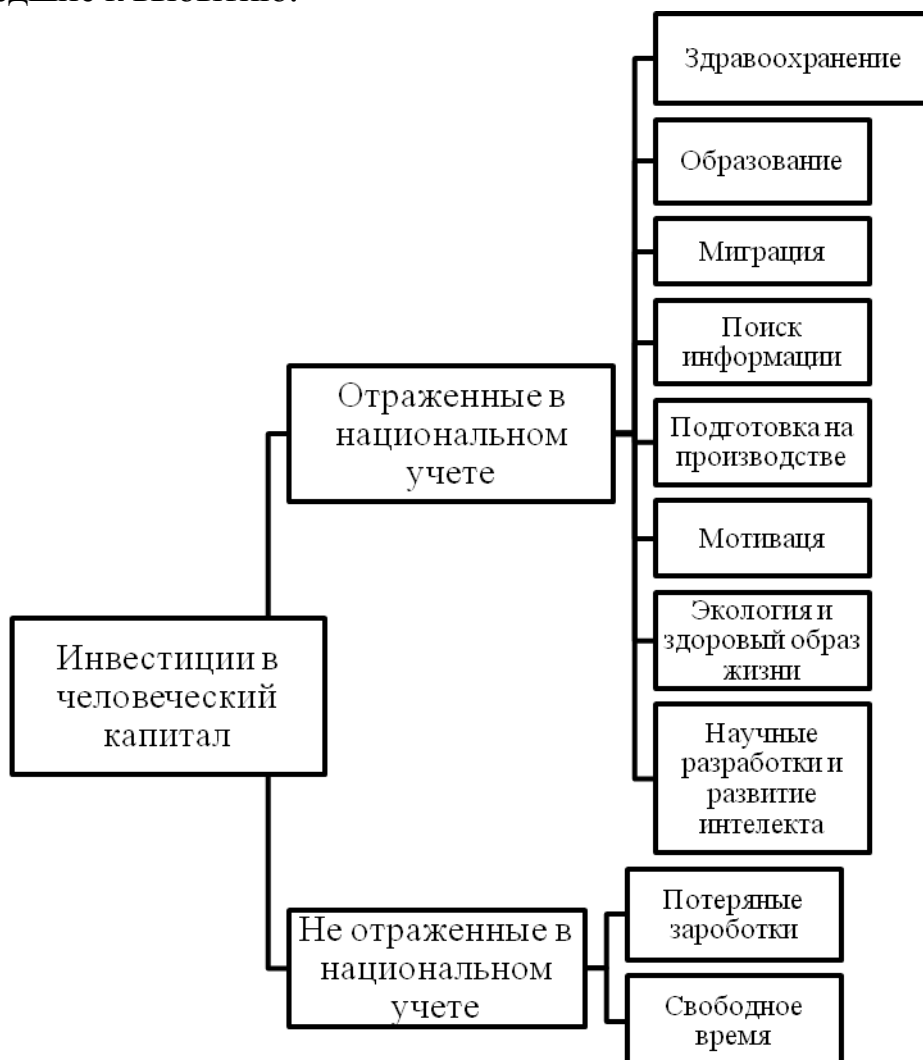 Здравоохранение
Образование
Миграция
Поиск
информации
Отраженные в
национальном
учете
Подготовка на
производстве
Мотиваця
Экология и
здоровый образ
жизни
Инвестиции в
человеческий
капитал
Научные
разработки и
развитие
интелекта
Не отраженные в
национальном
учете
Потеряные
зароботки
Свободное
время